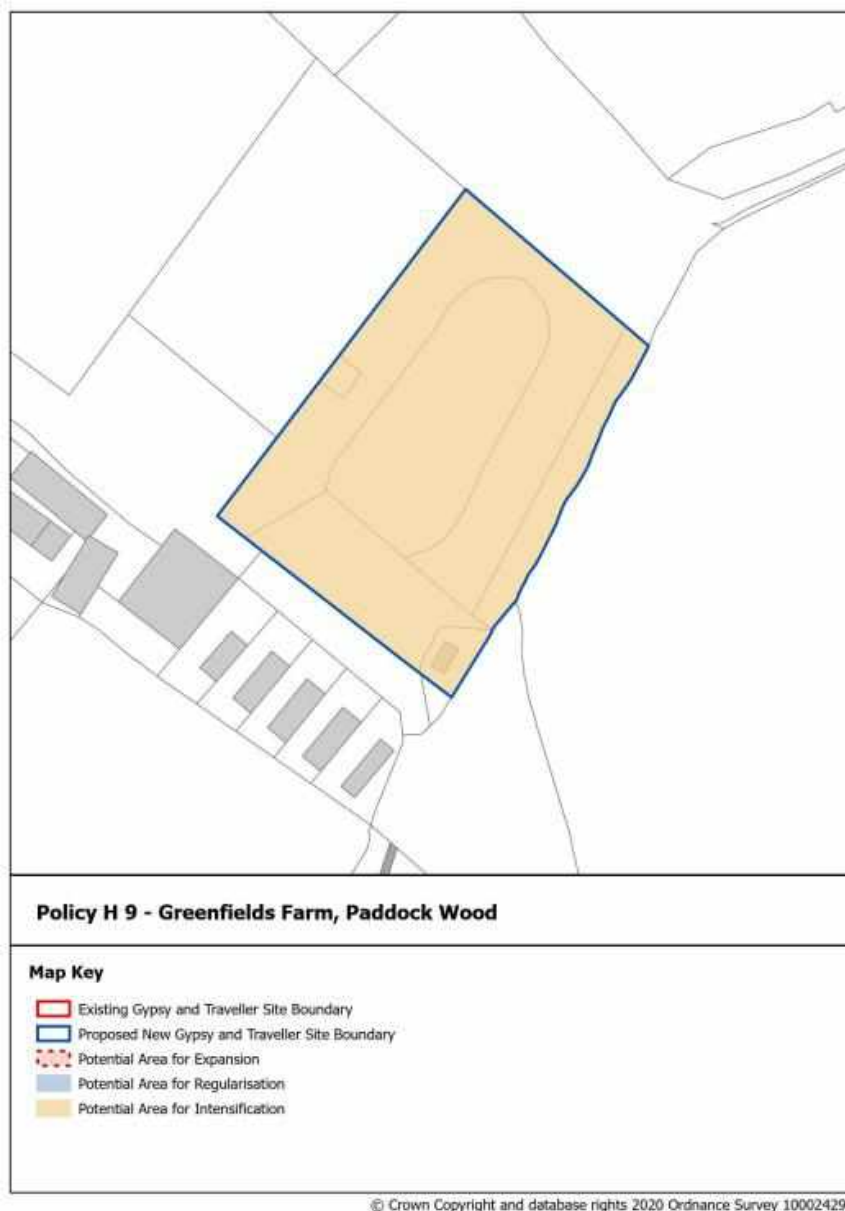 Policy H 9 - Greenfields Farm, Paddock Wood
Map Key
Existing Gypsy and Traveller Site Boundary
Proposed New Gypsy and Traveller Site Boundary
Potential Area for Expansion
Potential Area for Regularisation
Potential Area for Intensification
© Crown Copyright and database rights 2020 Ordnance Survey 10002429